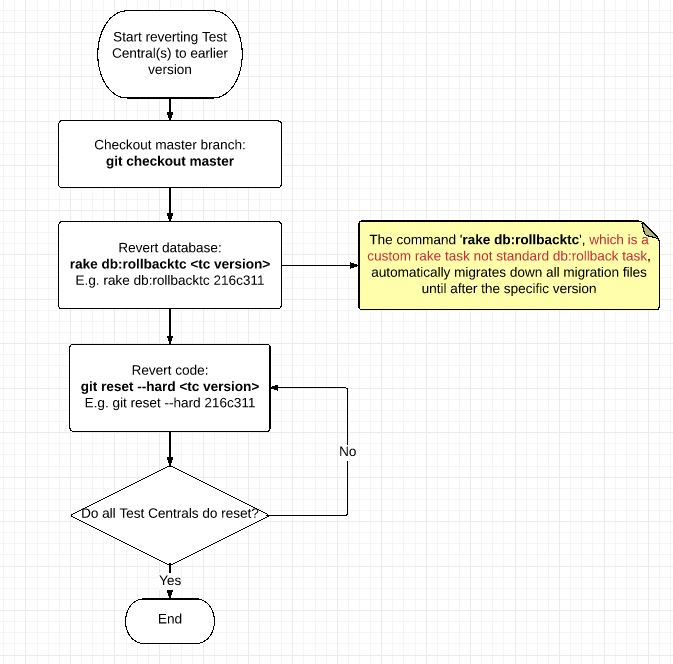 Start reverting Test
Central(s) to earlier
version
Checkout master branch:
git checkout master
Revert database:
rake db:rollbacktc <tc version>
E.g. rake db:rollbacktc 216c311
The command 'rake db:rollbacktc', which is a
custom rake task not standard db:rollback task,
automatically migrates down all migration files
until after the specific version
Revert code:
git reset --hard <tc version>
E.g. git reset --hard 216c311
No
Do all Test Centrals do reset?
Yes
End